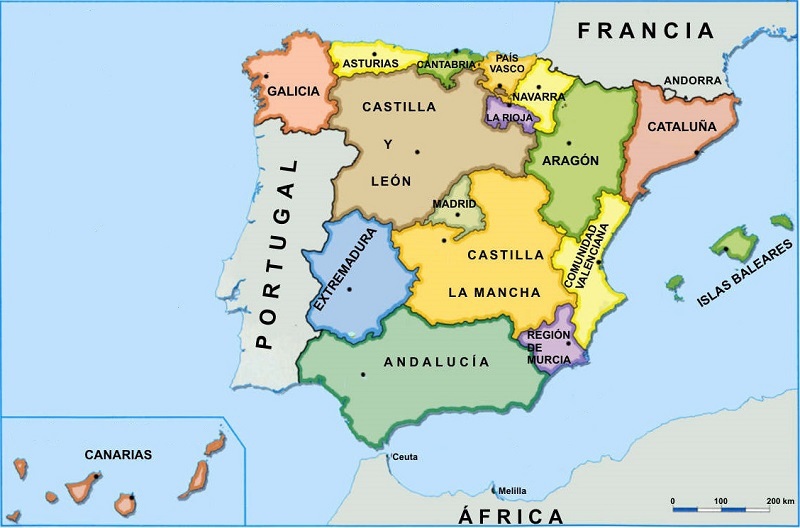 FRANCIA
ASTURIAS
CANTABRIA
PAÍS
VASCO
ANDORRA
GALICIA
NAVARRA
CASTILLA
Y
LEÓN
LA RIOJA
CATALUÑA
ARAGÓN
PORTUGAL
MADRID
EXTREMADURA
CASTILLA
LA MANCHA
COMUNIDAD
VALENCIANA
ISLAS BALEARES
REGIÓN
DE
MURCIA
ANDALUCÍA
CANARIAS
Ceuta
Melilla
ÁFRICA
0 100 200 km